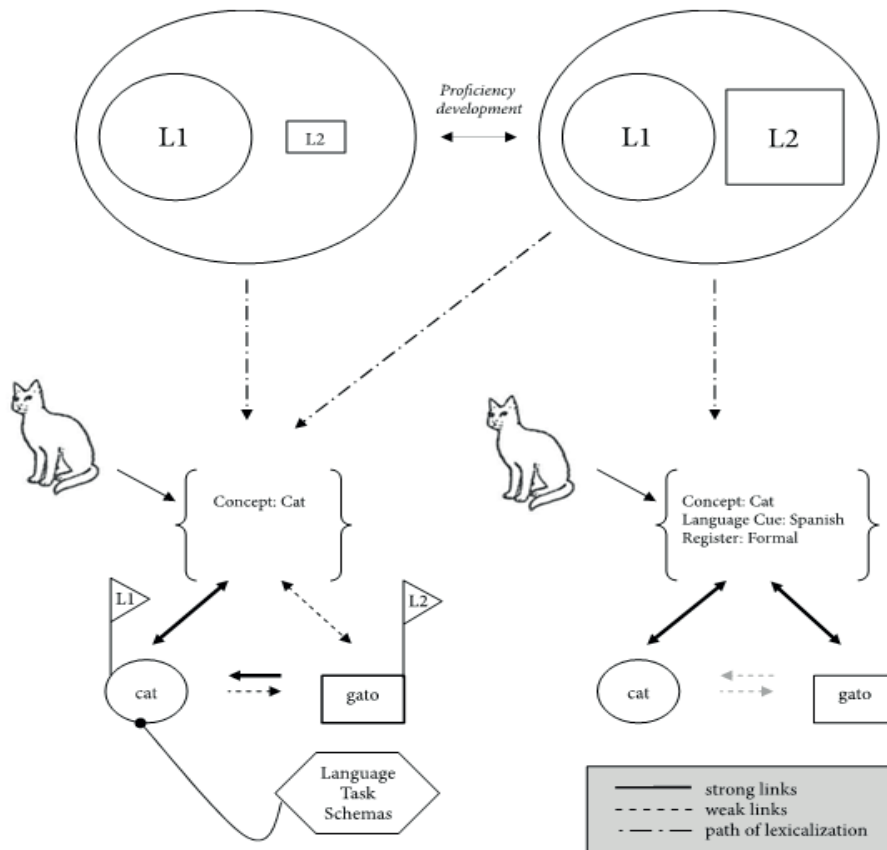 Proficiency
development
L1
L2
L1
L2
Concept: Cat
Concept: Cat
Language Cue: Spanish
Register: Formal
L1
L2
cat
gato
cat
gato
Language
Task
Schemas
strong links
weak links
path of lexicalization